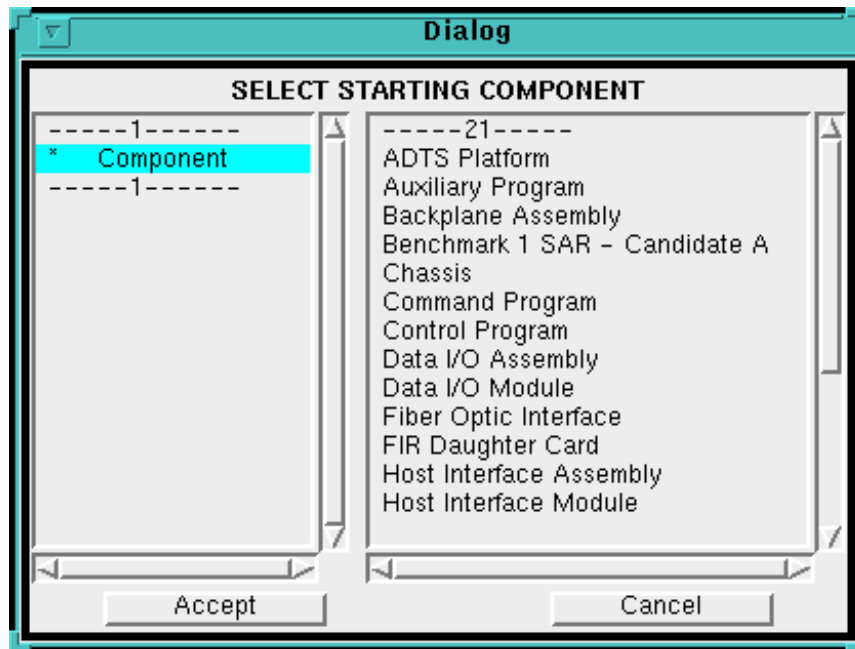 Dialog
SELECT STARTING COMPONENT
-----1------
* Component
-----1------
-----21-----
ADTS Platform
Auxiliary Program
Backplane Assembly
Benchmark 1 SAR – Candidate A
Chassis
Command Program
Control Program
Data I/O Assembly
Data I/O Module
Fiber Optic Interface
FIR Daughter Card
Host Interface Assembly
Host Interface Module
Accept
Cancel